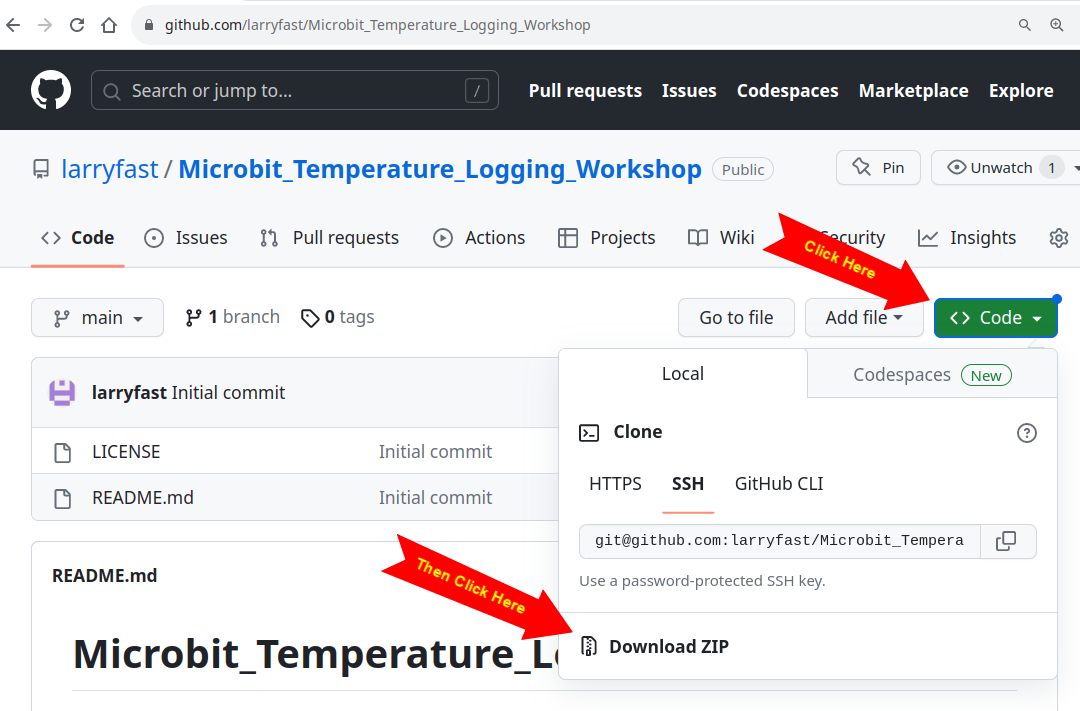 github.com/larryfast/Microbit_Temperature_Logging_Workshop
Search or jump to... /
Pull requests Issues Codespaces Marketplace Explore
larryfast / Microbit_Temperature_Logging_Workshop Public
Pin Unwatch 1
Code Issues Pull requests Actions Projects Wiki Security Insights
Click Here
main 1 branch 0 tags Go to file Add file <> Code
larryfast Initial commit
LICENSE Initial commit
README.md Initial commit
Local Codespaces New
Clone
HTTPS SSH GitHub CLI
git@github.com:larryfast/Microbit_Tempera
Use a password-protected SSH key.
Then Click Here
Download ZIP
README.md
Microbit_Temperature_L